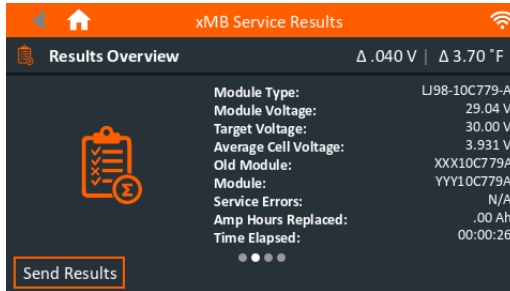 xMB Service Results
Results Overview Δ .040 V | Δ 3.70 °F
Module Type: LJ98-10C779-A
Module Voltage: 29.04 V
Target Voltage: 30.00 V
Average Cell Voltage: 3.931 V
Old Module: XXX10C779A
Module: YYY10C779A
Service Errors: N/A
Amp Hours Replaced: .00 Ah
Time Elapsed: 00:00:26
Σ
Send Results